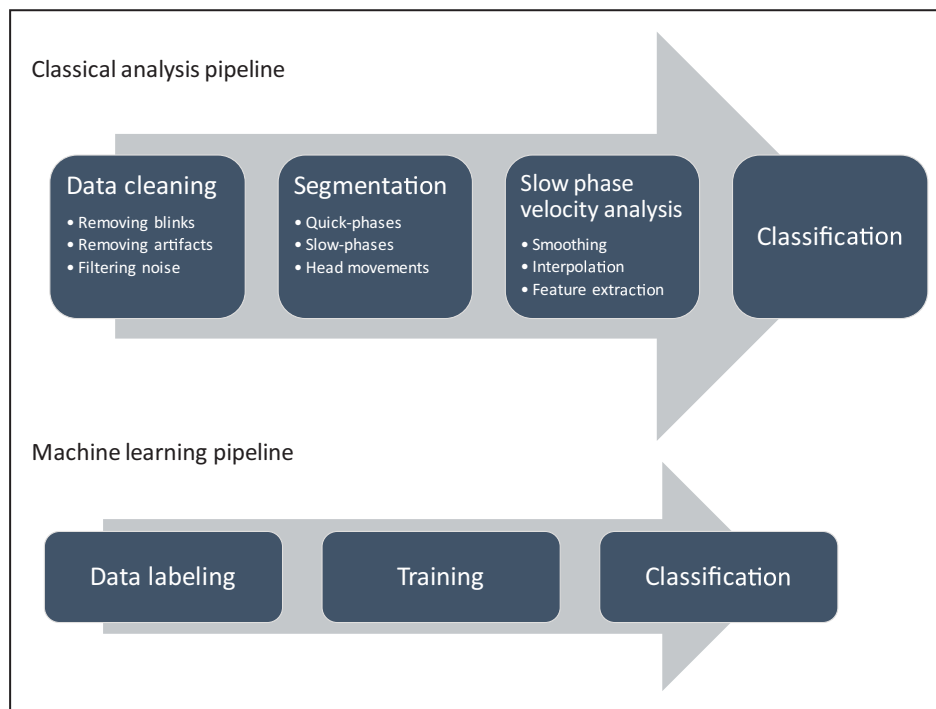 Classical analysis pipeline
Data cleaning
• Removing blinks
• Removing artifacts
• Filtering noise
Segmentation
• Quick-phases
• Slow-phases
• Head movements
Slow phase
velocity analysis
• Smoothing
• Interpolation
• Feature extraction
Classification
Machine learning pipeline
Data labeling
Training
Classification